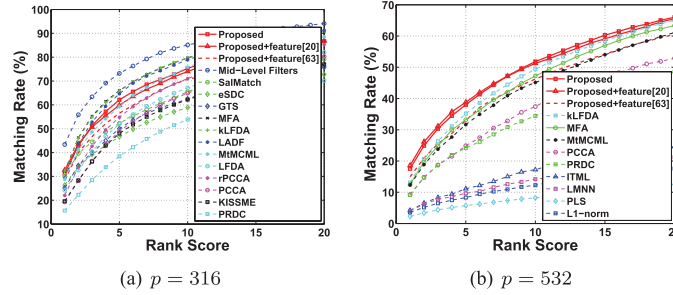 100
90
80
70
60
50
40
30
20
10
0
5
10
15
20
Matching Rate (%)
Rank Score
Proposed
Proposed+feature[20]
Proposed+feature[63]
Mid-Level Filters
SalMatch
eSDC
GTS
MFA
kLFDA
LADF
MtMCML
LFDA
rPCCA
PCCA
KISSME
PRDC
(a) p = 316
70
60
50
40
30
20
10
0
0
5
10
15
20
Matching Rate (%)
Rank Score
Proposed
Proposed+feature[20]
Proposed+feature[63]
kLFDA
MFA
MtMCML
PCCA
PRDC
ITML
LMNN
PLS
L1-norm
(b) p = 532